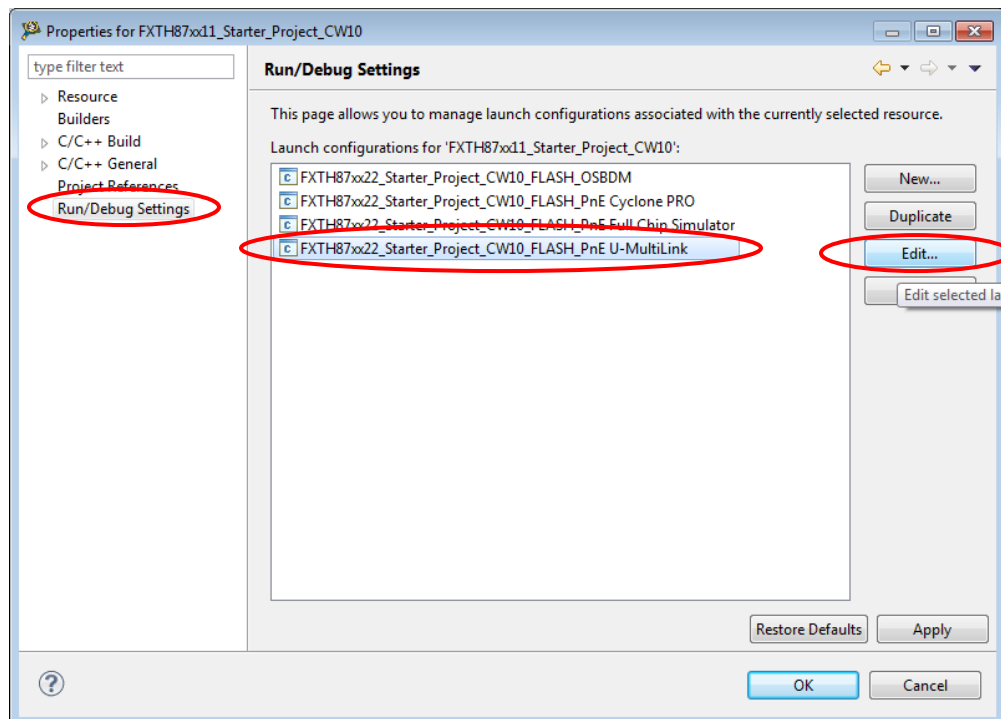 Properties for FXTH87xx11_Starter_Project_CW10
type filter text
Run/Debug Settings
Resource
Builders
C/C++ Build
C/C++ General
Project References
Run/Debug Settings
This page allows you to manage launch configurations associated with the currently selected resource.
Launch configurations for 'FXTH87xx11_Starter_Project_CW10':
FXTH87xx22_Starter_Project_CW10_FLASH_OSBDM
FXTH87xx22_Starter_Project_CW10_FLASH_PnE Cyclone PRO
FXTH87xx22_Starter_Project_CW10_FLASH_PnE Full Chip Simulator
FXTH87xx22_Starter_Project_CW10_FLASH_PnE U-MultiLink
New...
Duplicate
Edit...
Edit selected la
Restore Defaults
Apply
?
OK
Cancel